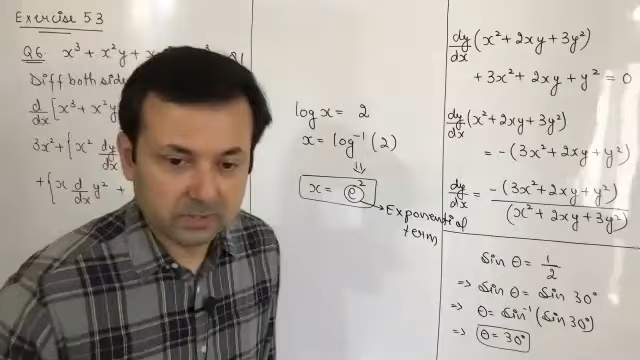 Exercise 5.3
Q6. x³ + x²y + x
Diff both side
d/dx [x³ + x²y
3x² + {x² dy/dx
+ {x d/dx y² +
log x = 2
x = log⁻¹ (2)
⇓
x = e²
Exponential
term
dy/dx (x² + 2xy + 3y²)
+ 3x² + 2xy + y² = 0
dy/dx (x² + 2xy + 3y²)
= -(3x² + 2xy + y²)
dy/dx = -(3x² + 2xy + y²) / (x² + 2xy + 3y²)
Sin θ = 1/2
⇒ Sin θ = Sin 30°
⇒ θ = Sin⁻¹ (Sin 30°)
⇒ θ = 30°